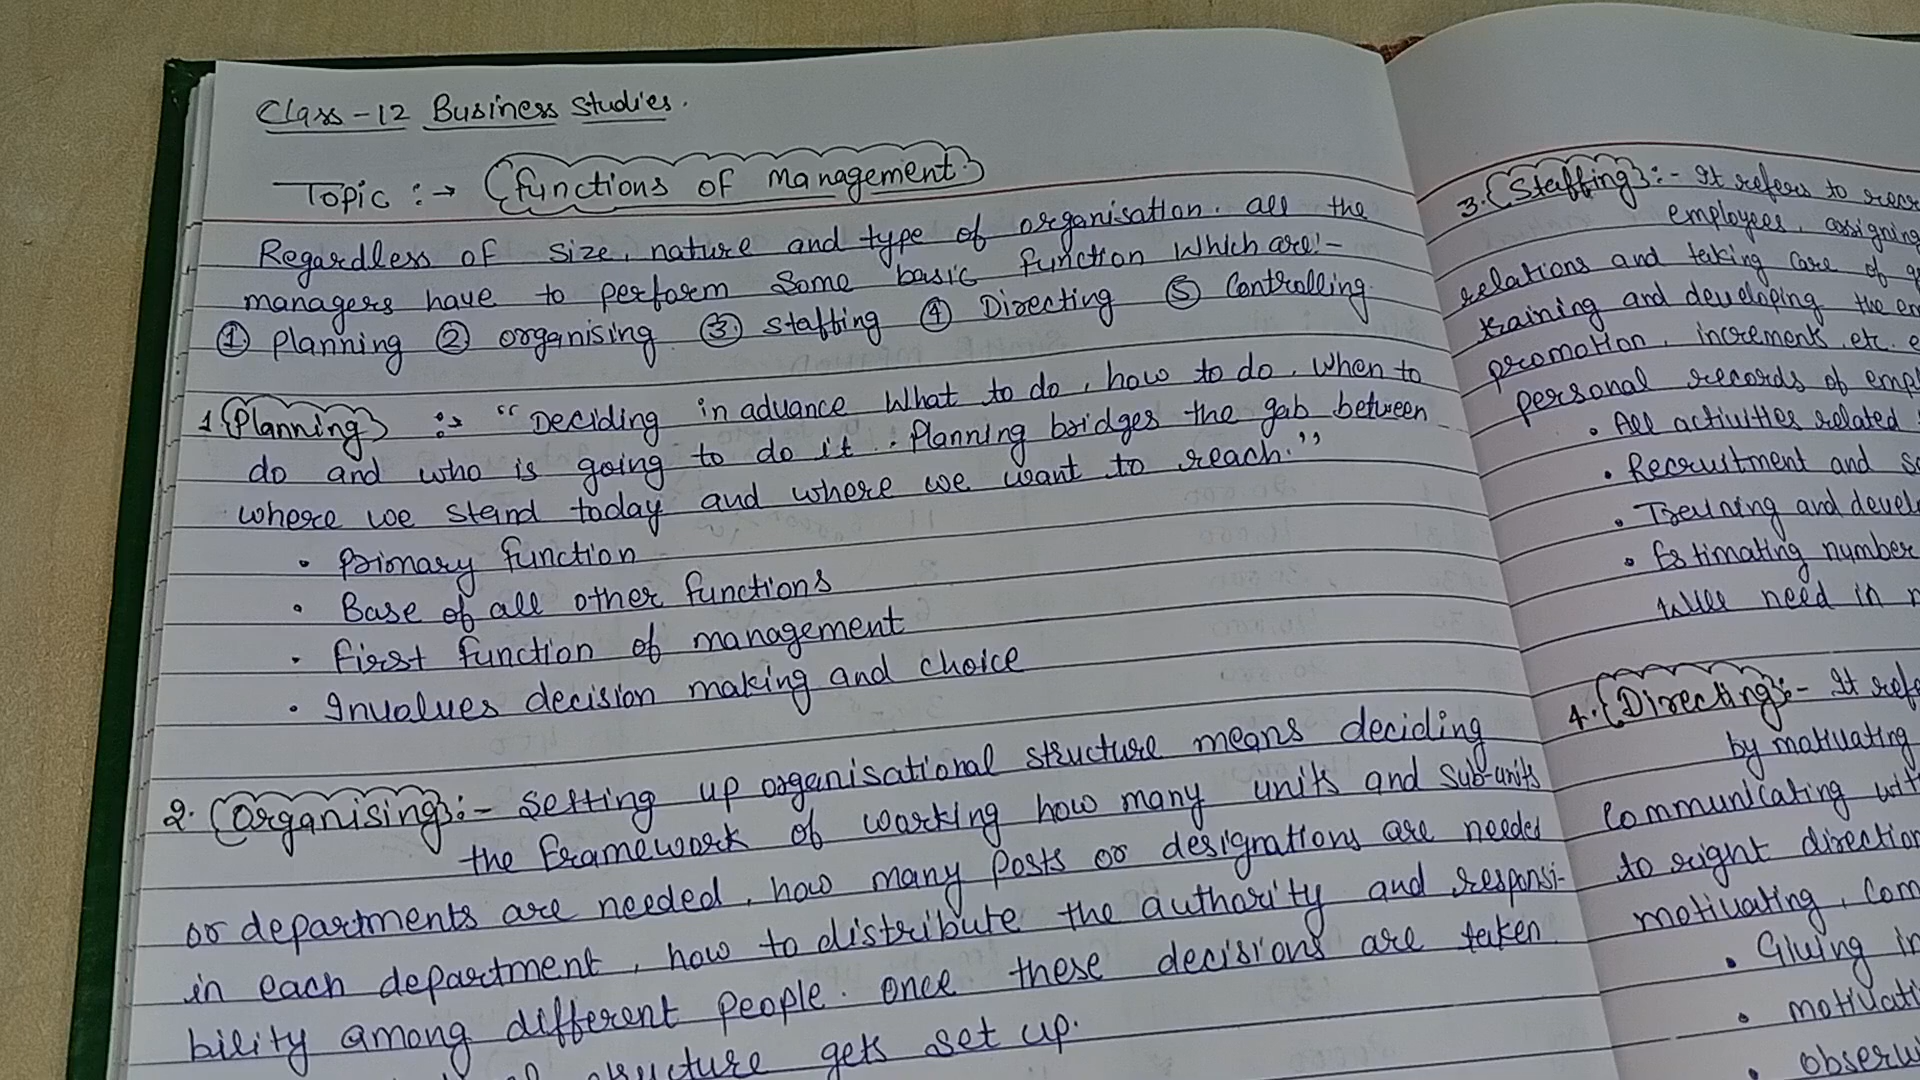 Class-12 Business Studies.
Topic :→ Functions of management.
Regardless of size, nature and type of organisation. all the
managers have to perform some basic function which are:-
① Planning ② organising ③ staffing ④ Directing ⑤ Controlling
1. Planning :→ "Deciding in advance What to do, how to do. When to
do and who is going to do it. Planning bridges the gab between
where we stand today and where we want to reach."
• Primary function
• Base of all other functions
• First function of management
• Involues decision making and choice
2. Organising :- Setting up organisational structure means deciding
the framework of working how many units and sub-units
or departments are needed, how many Posts or designations are needed
in each department, how to distribute the authority and responsi-
bility among different people. once these decisions are taken
structure gets set up.
3. Staffing :- It refers to
employees, assigning
relations and taking care of
training and developing the
promotion, increments, etc.
personal records of
• All activities related
• Recruitment and
• Training and
• Estimating number
Will need in
4. Directing :- It
by motivating
Communicating
to right direction
motivating,
• Giving
•
•